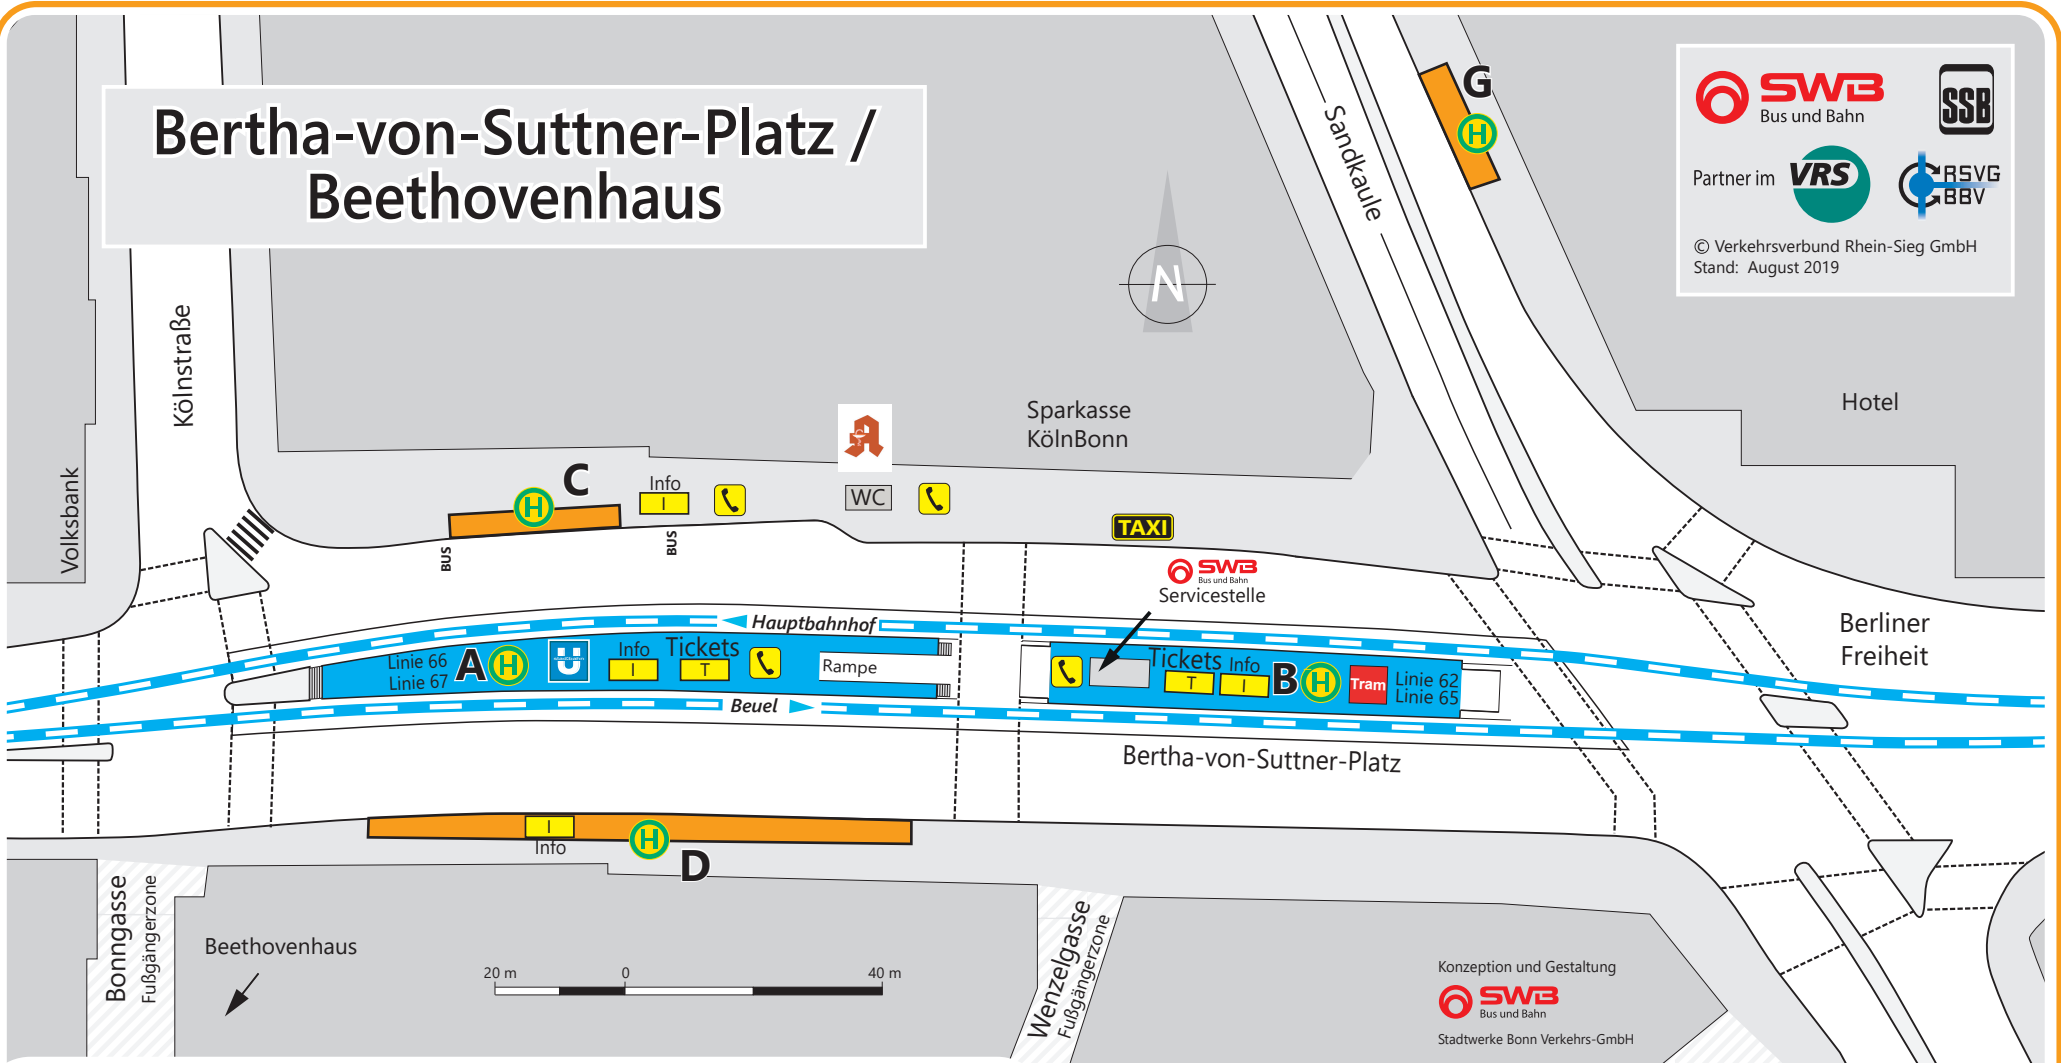 Bertha-von-Suttner-Platz /
Beethovenhaus
SWB
Bus und Bahn
SSB
Partner im
VRS
RSVG
BBV
© Verkehrsverbund Rhein-Sieg GmbH
Stand: August 2019
G
H
Sandkaule
N
Kölnstraße
Volksbank
Hotel
Sparkasse
KölnBonn
A
C
H
Info
I
WC
BUS
BUS
TAXI
SWB
Bus und Bahn
Servicestelle
Berliner
Freiheit
Hauptbahnhof
Linie 66
Linie 67
A
H
U
Info
I
Tickets
T
Rampe
Tickets
T
Info
I
B
H
Tram
Linie 62
Linie 65
Beuel
Bertha-von-Suttner-Platz
I
Info
H
D
Bonngasse
Fußgängerzone
Beethovenhaus
20 m
0
40 m
Wenzelgasse
Fußgängerzone
Konzeption und Gestaltung
SWB
Bus und Bahn
Stadtwerke Bonn Verkehrs-GmbH